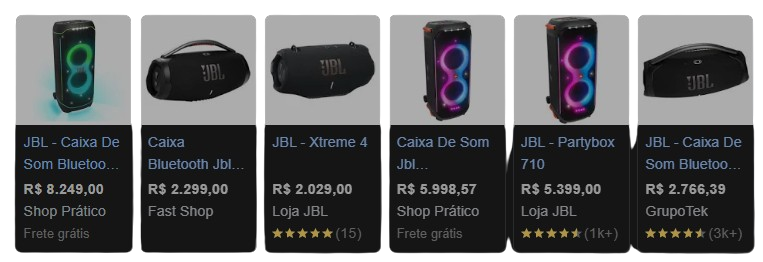 JBL
JBL
JBL
JBL - Caixa De
Som Bluetoo...
R$ 8.249,00
Shop Prático
Frete grátis
Caixa
Bluetooth Jbl...
R$ 2.299,00
Fast Shop
JBL - Xtreme 4
R$ 2.029,00
Loja JBL
(15)
Caixa De Som
Jbl...
R$ 5.998,57
Shop Prático
Frete grátis
JBL - Partybox
710
R$ 5.399,00
Loja JBL
(1k+)
JBL - Caixa De
Som Bluetoo...
R$ 2.766,39
GrupoTek
(3k+)